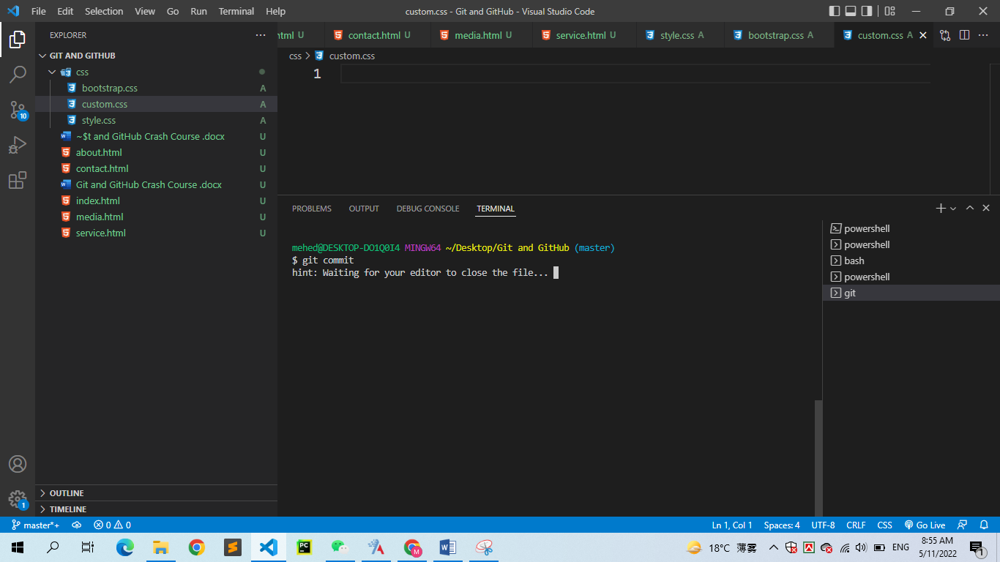 File Edit Selection View Go Run Terminal Help
custom.css - Git and GitHub - Visual Studio Code
EXPLORER
GIT AND GITHUB
css
bootstrap.css A
custom.css A
style.css A
~$t and GitHub Crash Course .docx U
about.html U
contact.html U
Git and GitHub Crash Course .docx U
index.html U
media.html U
service.html U
OUTLINE
TIMELINE
10
1
html U contact.html U media.html U service.html U style.css A bootstrap.css A custom.css A
css > custom.css
1
PROBLEMS OUTPUT DEBUG CONSOLE TERMINAL
mehed@DESKTOP-DO1Q0I4 MINGW64 ~/Desktop/Git and GitHub (master)
$ git commit
hint: Waiting for your editor to close the file...
powershell
powershell
bash
powershell
git
master*+ 0 0 Ln 1, Col 1 Spaces: 4 UTF-8 CRLF CSS Go Live
PC M W 18°C 薄雾 ENG
8:55 AM
5/11/2022
1